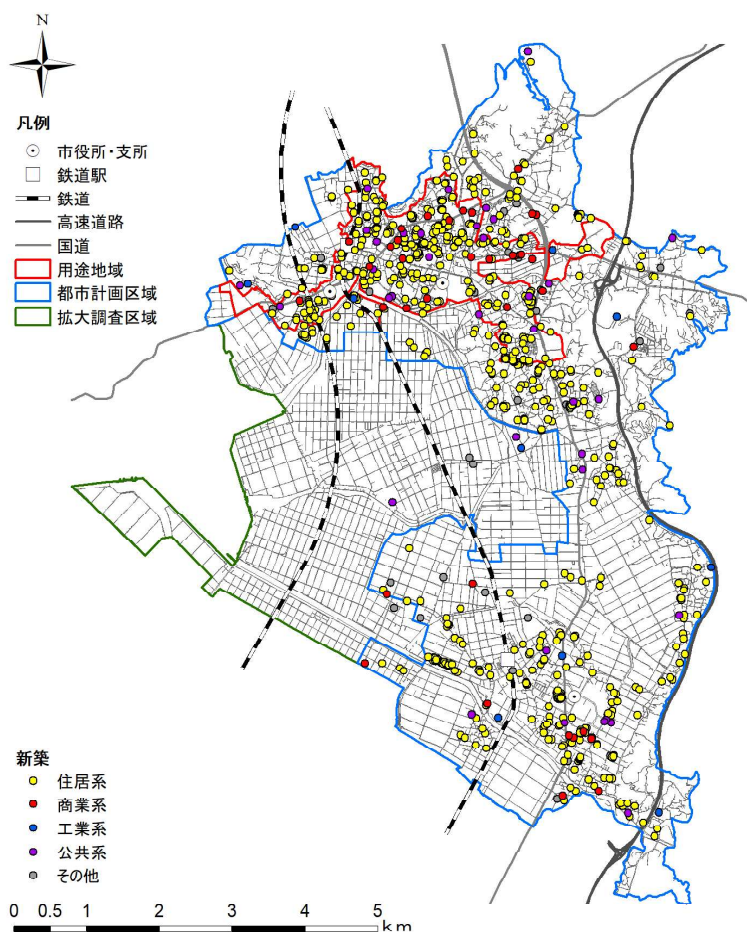 N
凡例
市役所・支所
鉄道駅
鉄道
高速道路
国道
用途地域
都市計画区域
拡大調査区域
新築
住居系
商業系
工業系
公共系
その他
0 0.5 1 2 3 4 5
km